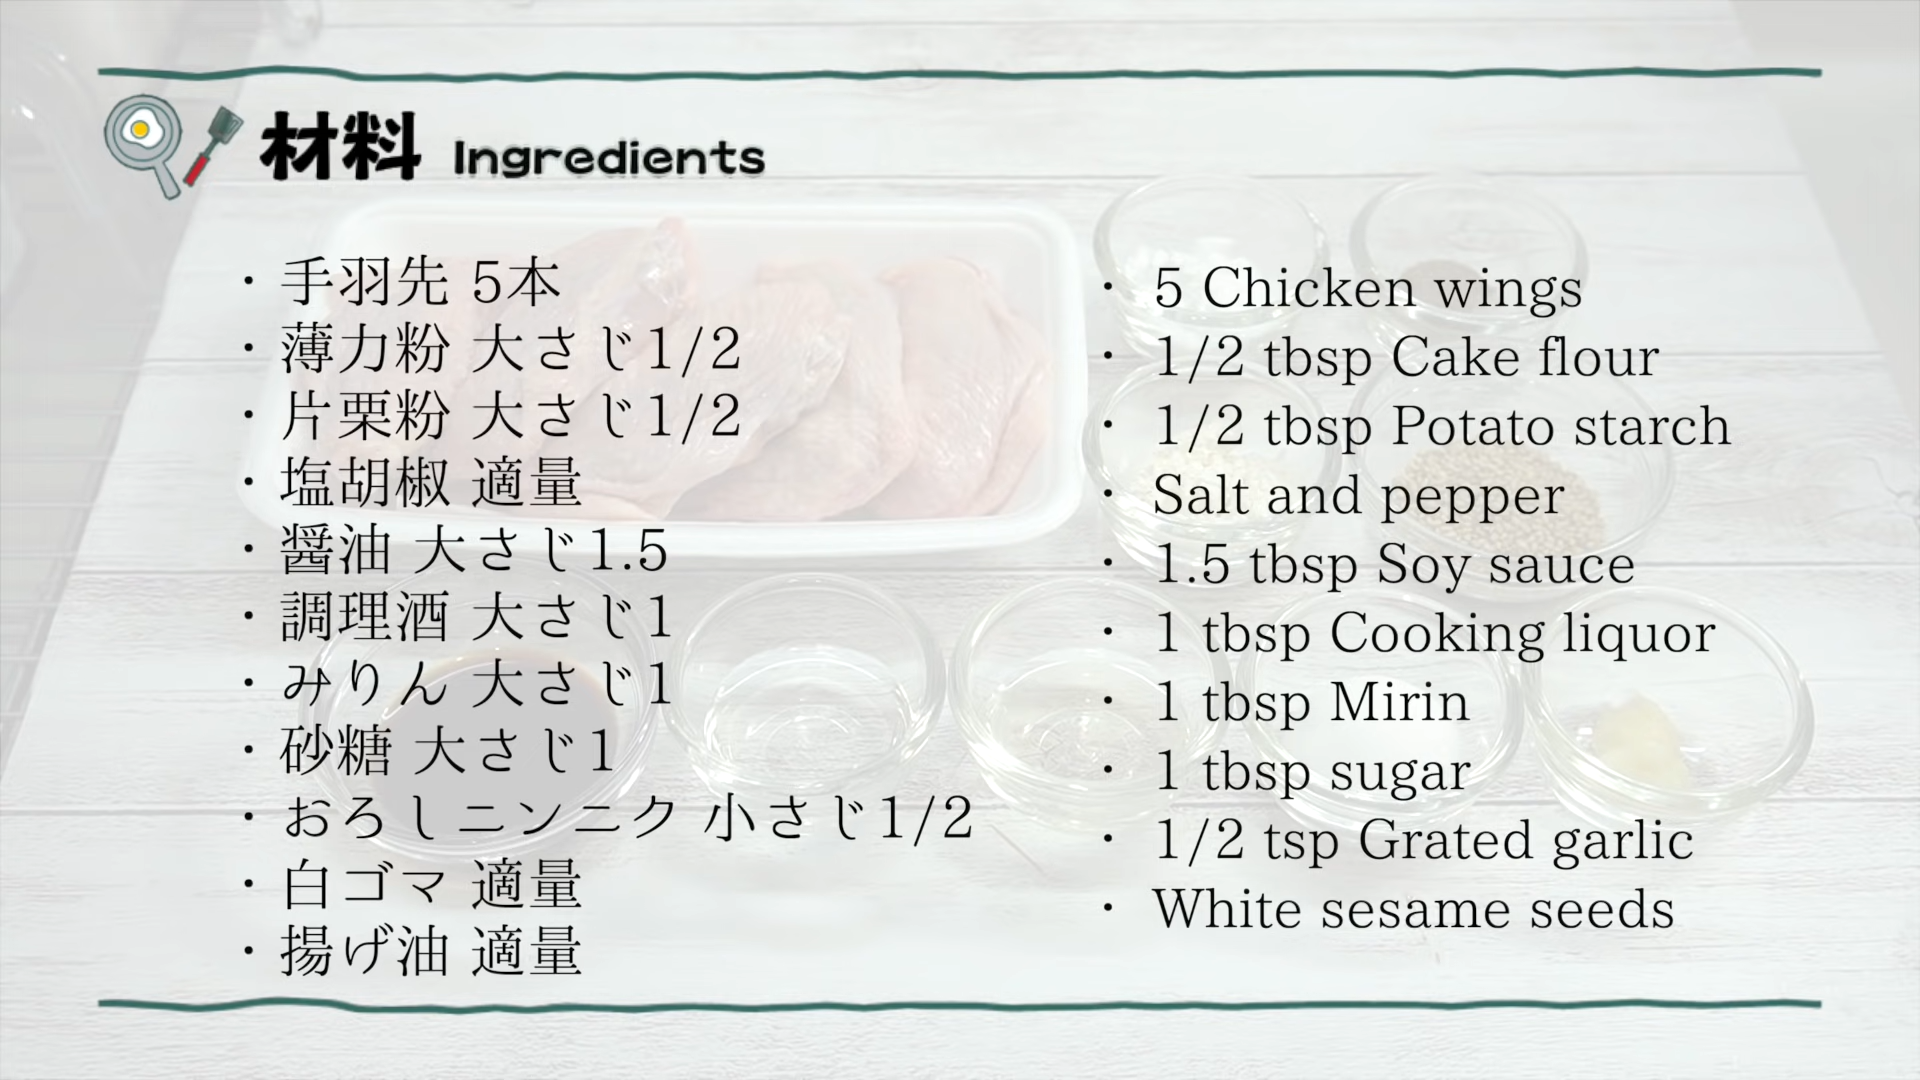 材料 Ingredients
・手羽先 5本
・薄力粉 大さじ1/2
・片栗粉 大さじ1/2
・塩胡椒 適量
・醤油 大さじ1.5
・調理酒 大さじ1
・みりん 大さじ1
・砂糖 大さじ1
・おろしニンニク 小さじ1/2
・白ゴマ 適量
・揚げ油 適量
・ 5 Chicken wings
・ 1/2 tbsp Cake flour
・ 1/2 tbsp Potato starch
・ Salt and pepper
・ 1.5 tbsp Soy sauce
・ 1 tbsp Cooking liquor
・ 1 tbsp Mirin
・ 1 tbsp sugar
・ 1/2 tsp Grated garlic
・ White sesame seeds